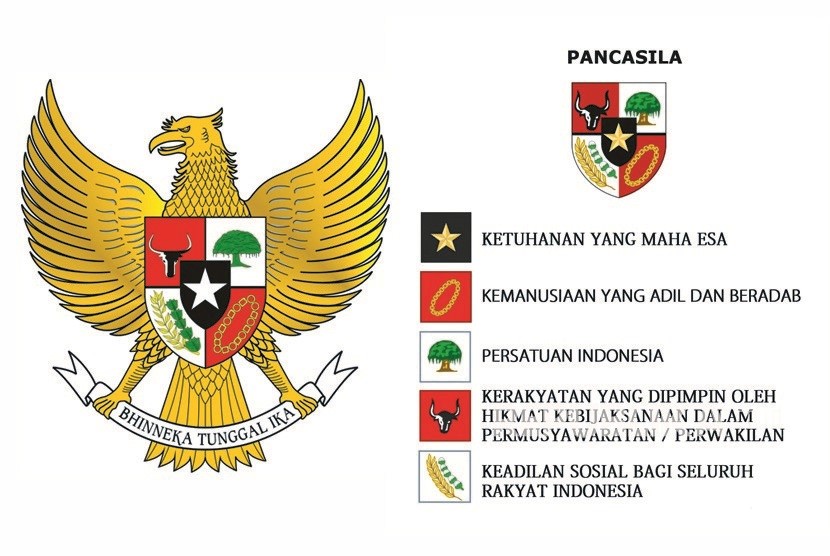 BHINNEKA TUNGGAL IKA
PANCASILA
KETUHANAN YANG MAHA ESA
KEMANUSIAAN YANG ADIL DAN BERADAB
PERSATUAN INDONESIA
KERAKYATAN YANG DIPIMPIN OLEH
HIKMAT KEBIJAKSANAAN DALAM
PERMUSYAWARATAN / PERWAKILAN
KEADILAN SOSIAL BAGI SELURUH
RAKYAT INDONESIA